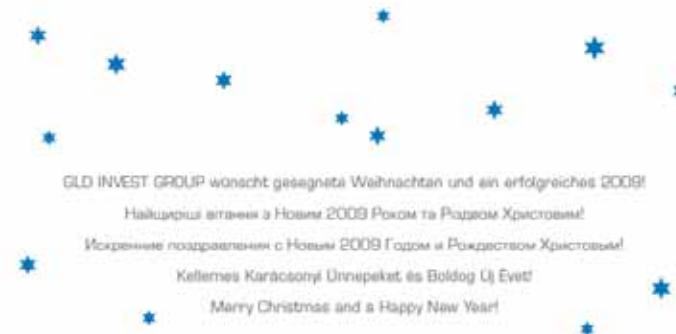 GLD INVEST GROUP wünscht gesegnete Weihnachten und ein erfolgreiches 2009!
Найщиріші вітання з Новим 2009 Роком та Різдвом Христовим!
Искренние поздравления с Новым 2009 Годом и Рождеством Христовым!
Kellemes Karácsonyi Ünnepeket és Boldog Új Évet!
Merry Christmas and a Happy New Year!